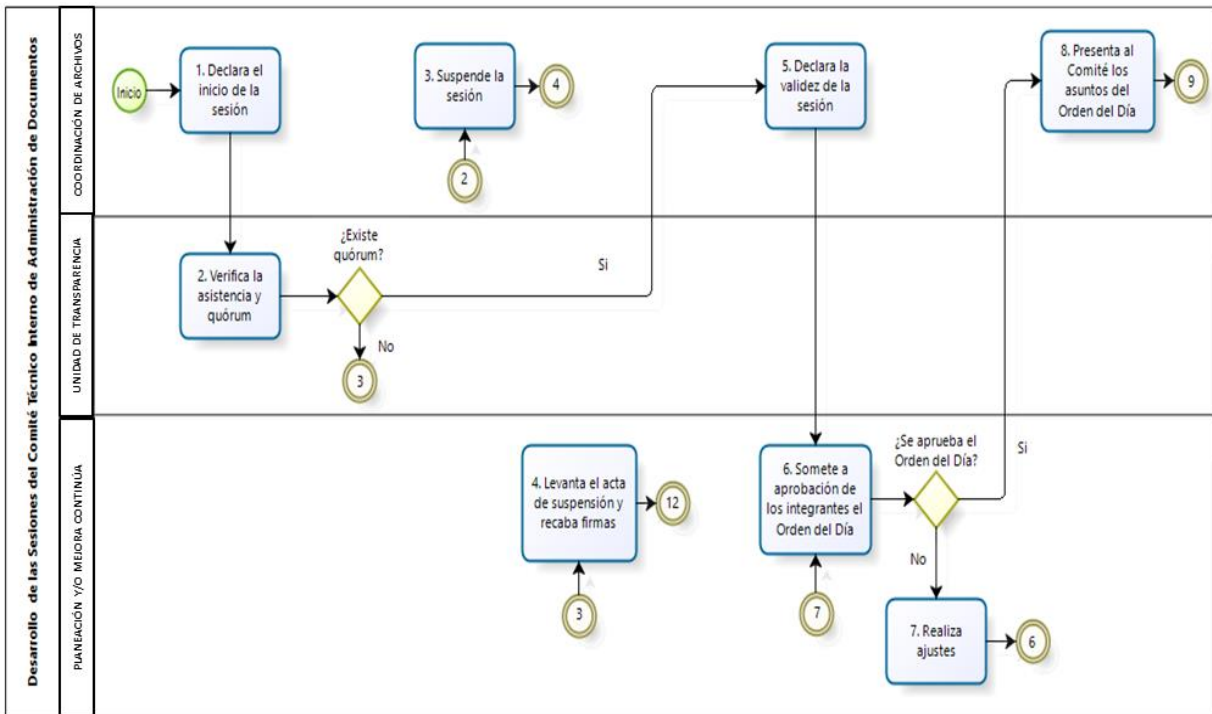 Desarrollo de las Sesiones del Comité Técnico Interno de Administración de Documentos
COORDINACIÓN DE ARCHIVOS
Inicio
1. Declara el
inicio de la
sesión
3. Suspende la
sesión
4
2
5. Declara la
validez de la
sesión
8. Presenta al
Comité los
asuntos del
Orden del Día
9
UNIDAD DE TRANSPARENCIA
2. Verifica la
asistencia y
quórum
¿Existe
quórum?
Si
No
3
PLANEACIÓN Y/O MEJORA CONTINÚA
4. Levanta el acta
de suspensión y
recaba firmas
12
3
6. Somete a
aprobación de
los integrantes el
Orden del Día
7
¿Se aprueba el
Orden del Día?
Si
No
7. Realiza
ajustes
6